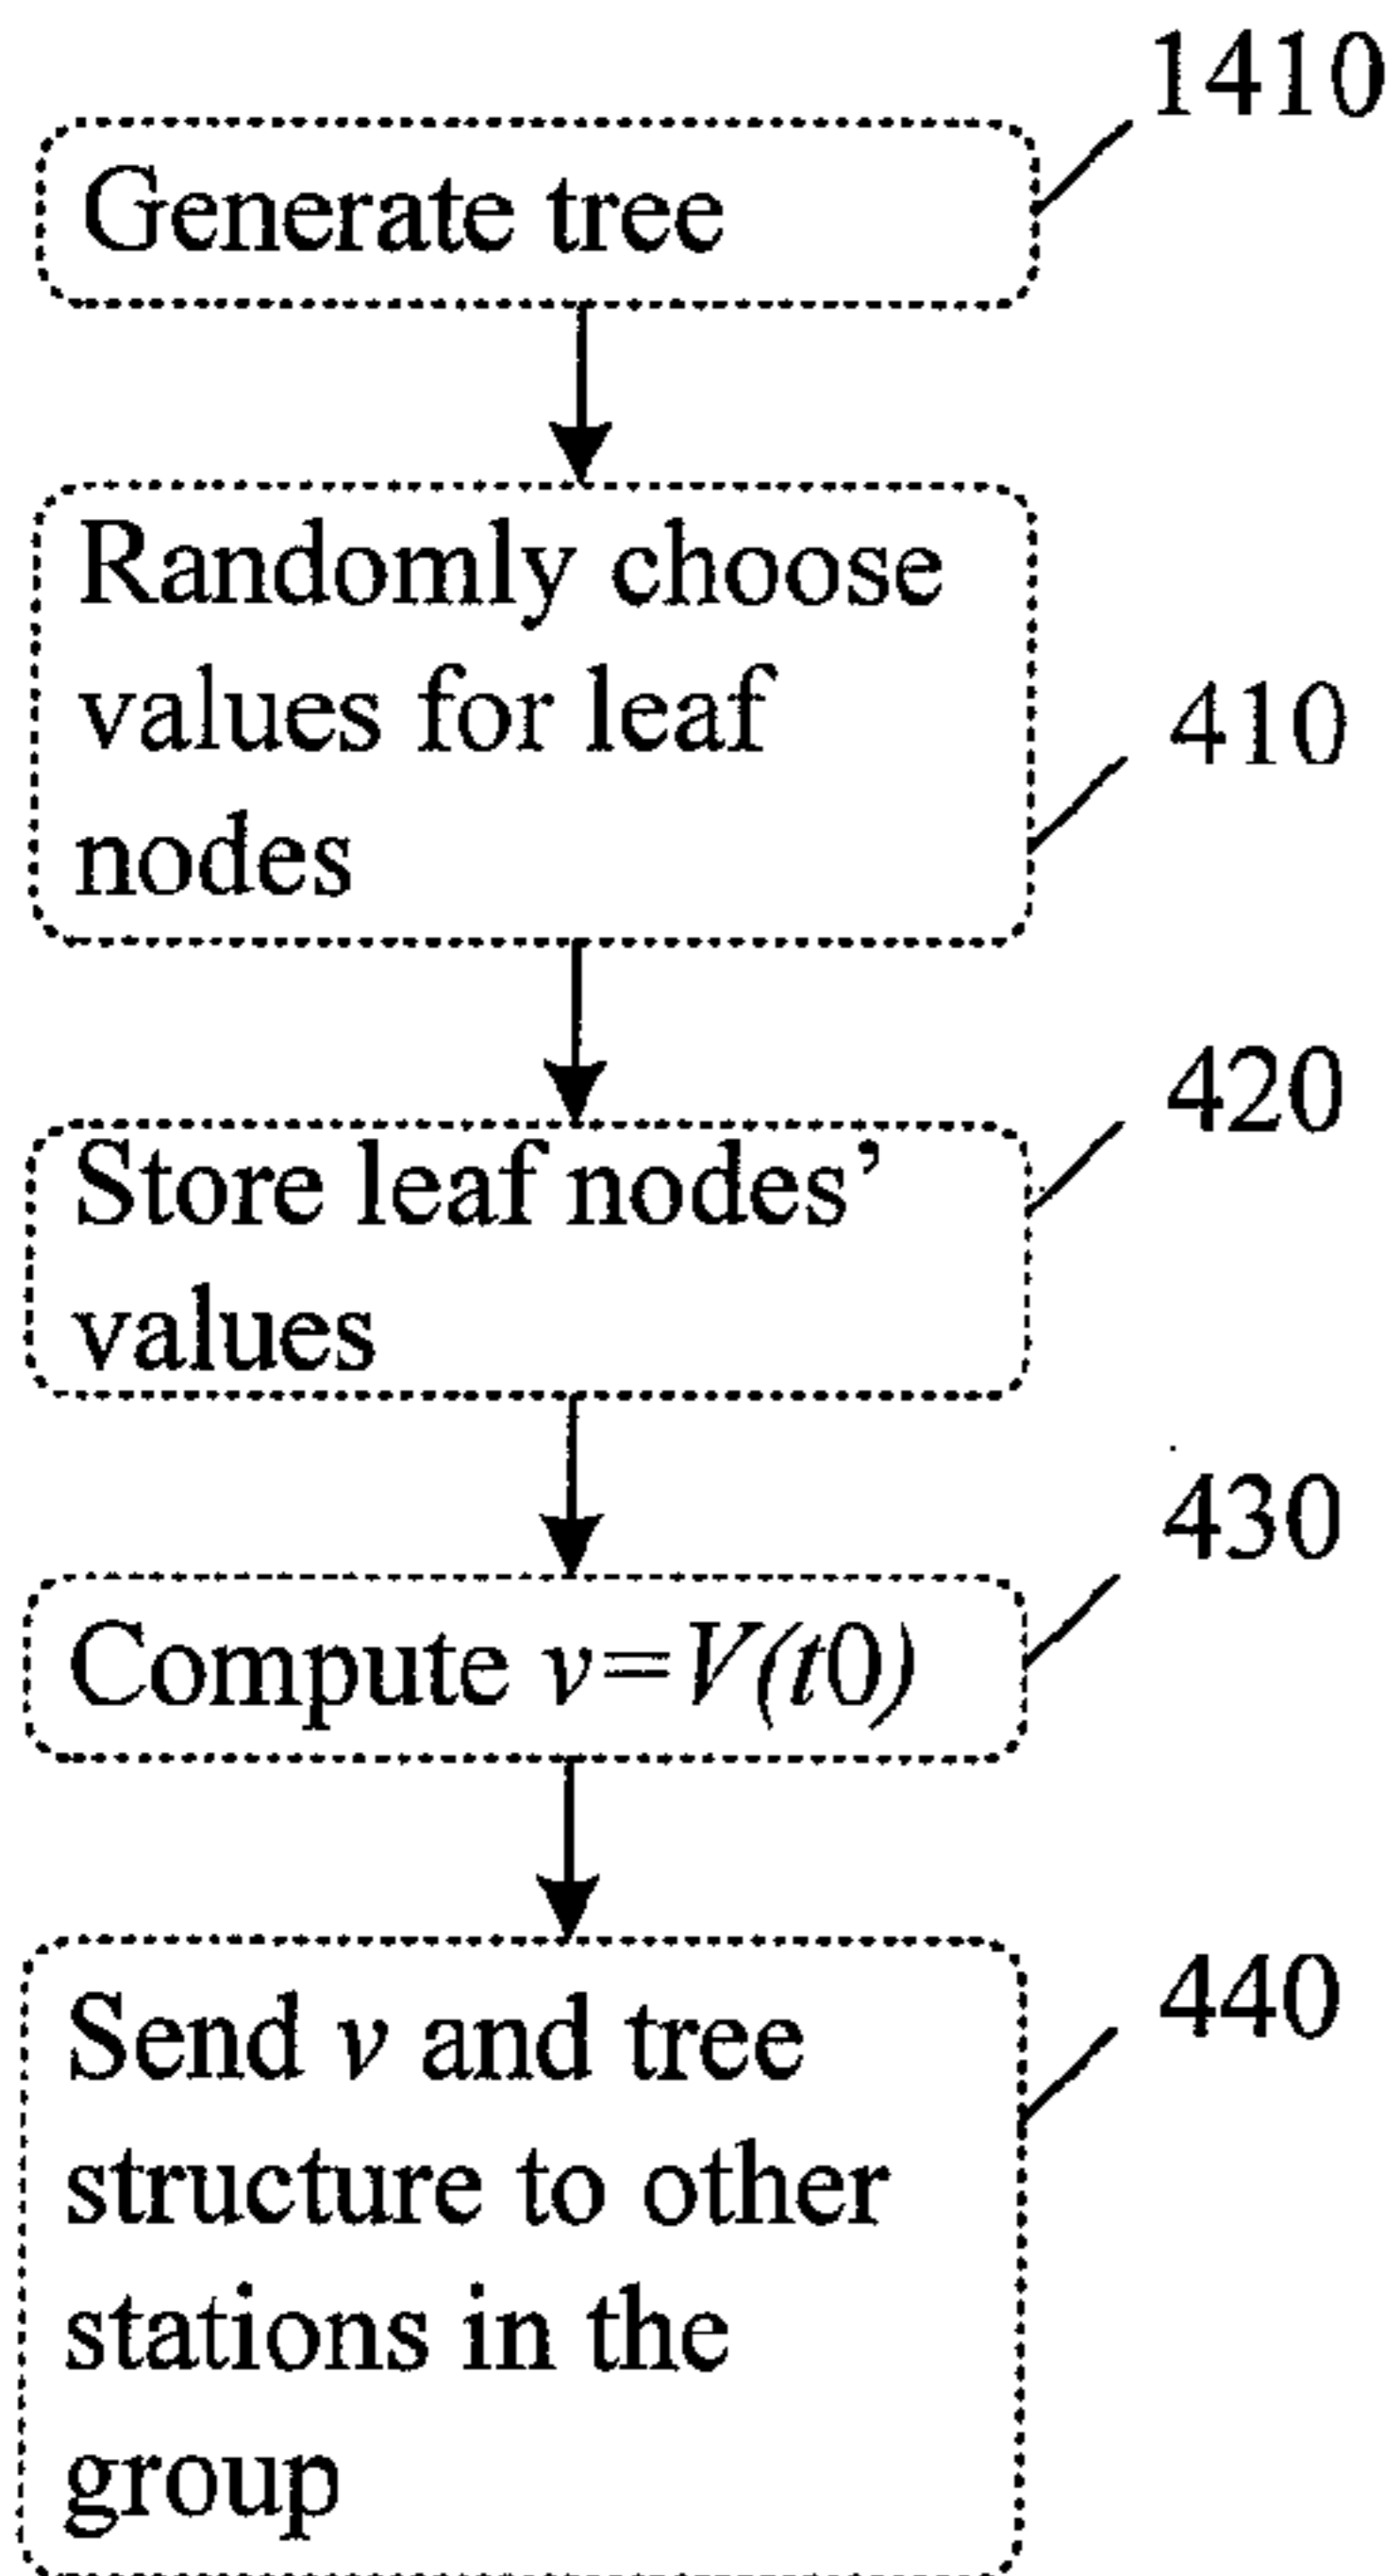 1410
Generate tree
Randomly choose
values for leaf
410
nodes
420
Store leaf nodes’
values
430
Compute v=V(t0)
440
Send v and tree
structure to other
stations in the
group